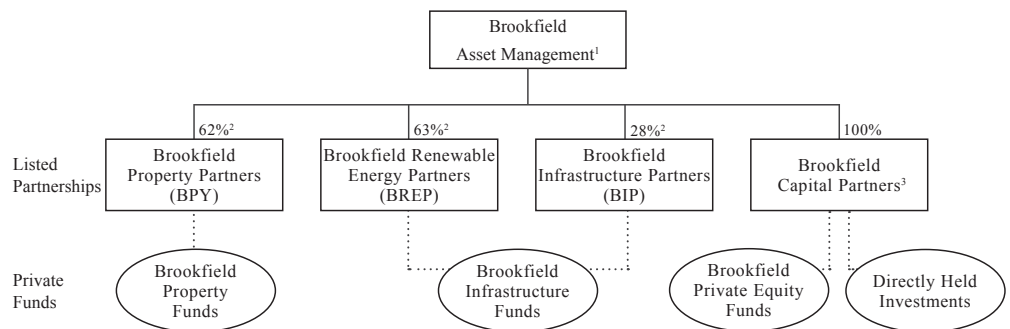 Brookfield
Asset Management¹
62%²
63%²
28%²
100%
Listed
Partnerships
Brookfield
Property Partners
(BPY)
Brookfield Renewable
Energy Partners
(BREP)
Brookfield
Infrastructure Partners
(BIP)
Brookfield
Capital Partners³
Private
Funds
Brookfield
Property
Funds
Brookfield
Infrastructure
Funds
Brookfield
Private Equity
Funds
Directly Held
Investments